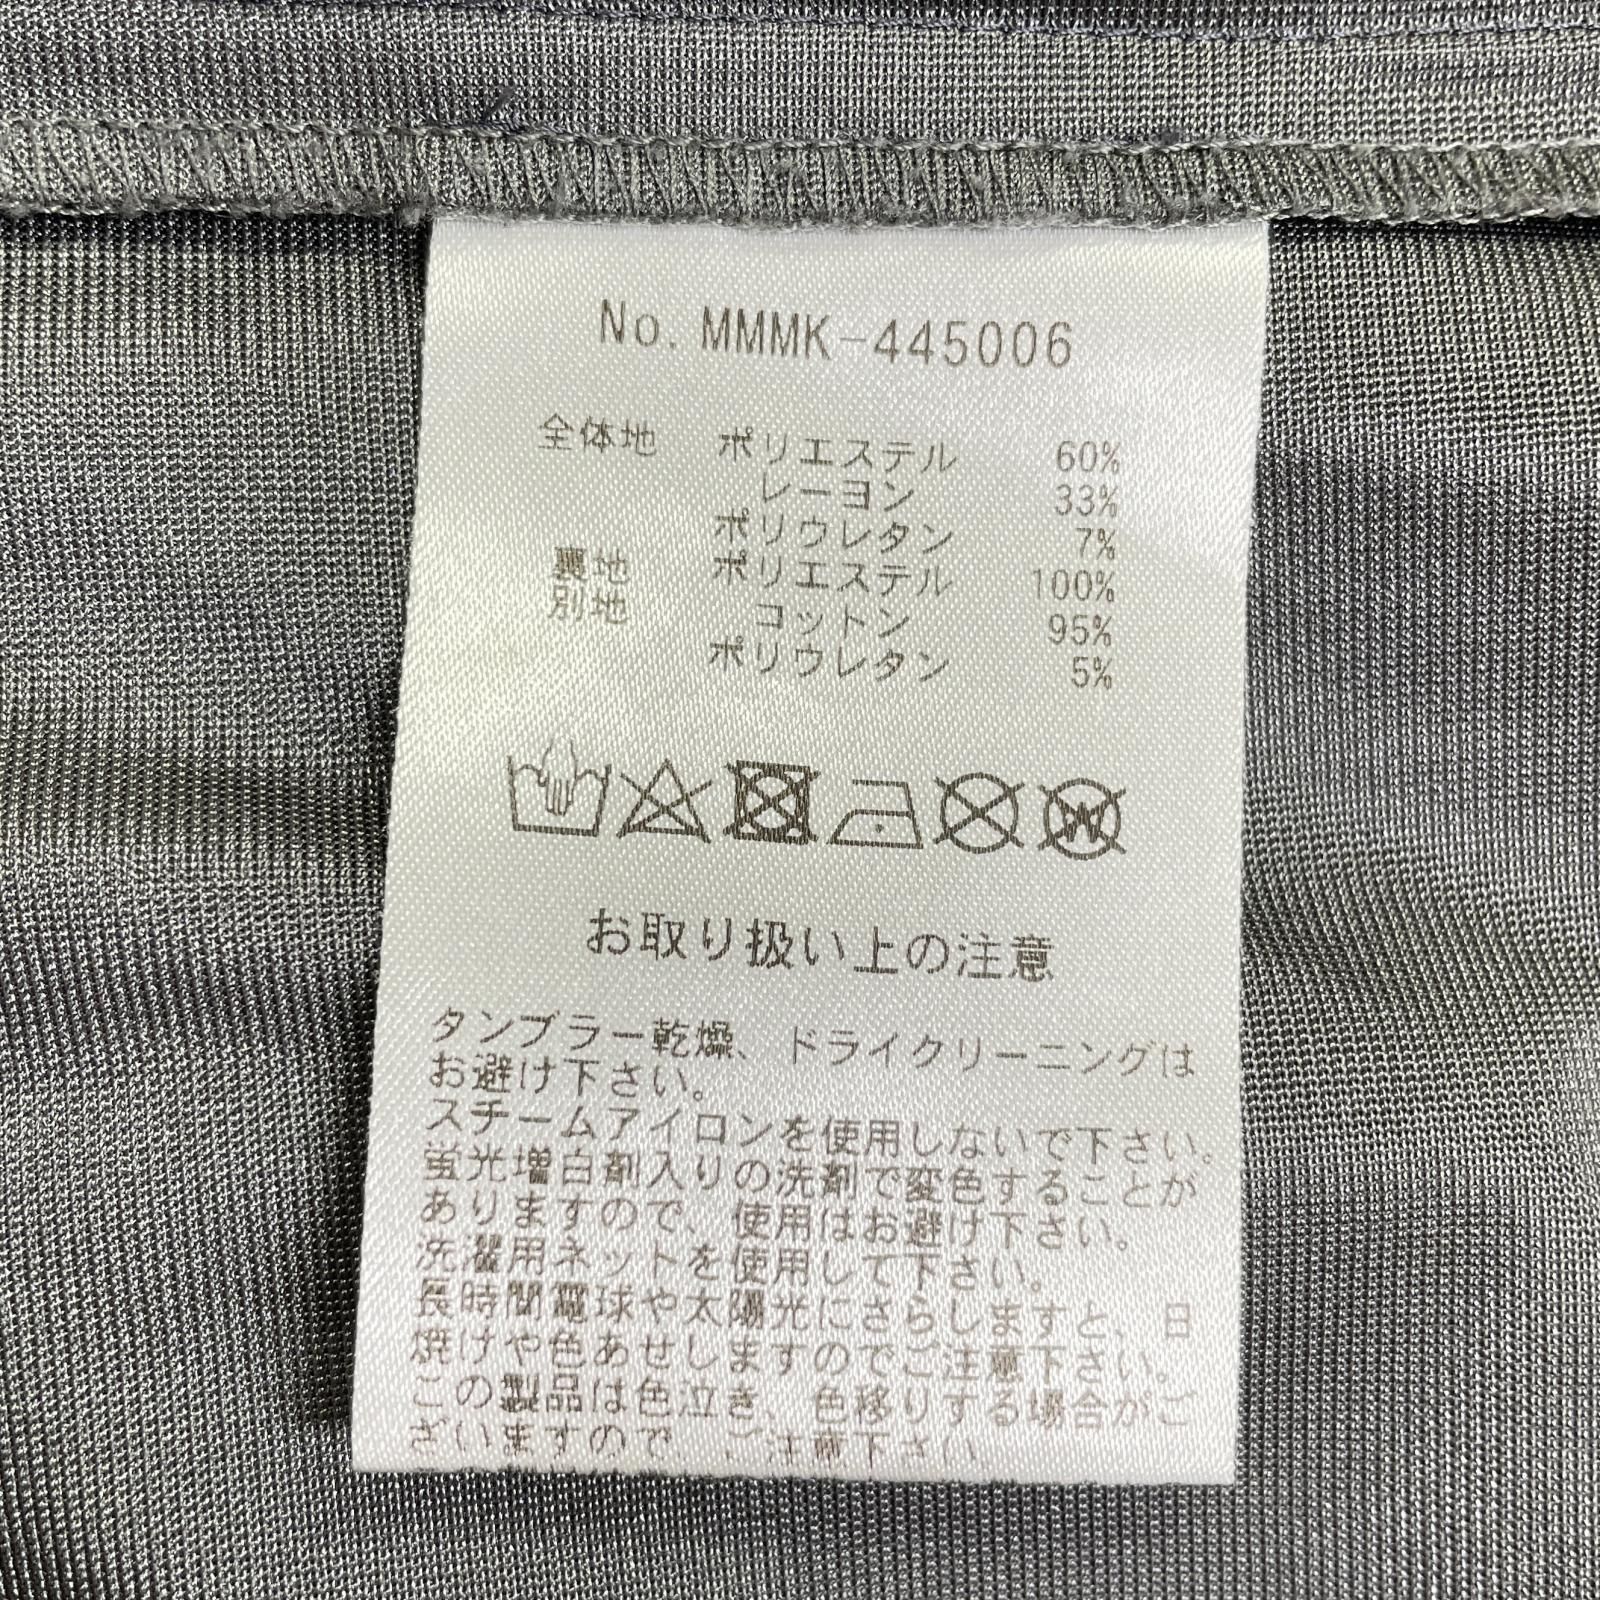 No. MMMK-445006
全体地 ポリエステル 60%
レーヨン 33%
ポリウレタン 7%
裏地 ポリエステル 100%
別地 コットン 95%
ポリウレタン 5%
W
お取り扱い上の注意
タンブラー乾燥、ドライクリーニングは
お避け下さい。
スチームアイロンを使用しないで下さい。
蛍光増白剤入りの洗剤で変色することが
ありますので、使用はお避け下さい。
洗濯用ネットを使用して下さい。
長時間電球や太陽光にさらしますと、日
焼けや色あせしますのでご注意下さい。
この製品は色泣き、色移りする場合がご
ざいますので、ご注意下さい